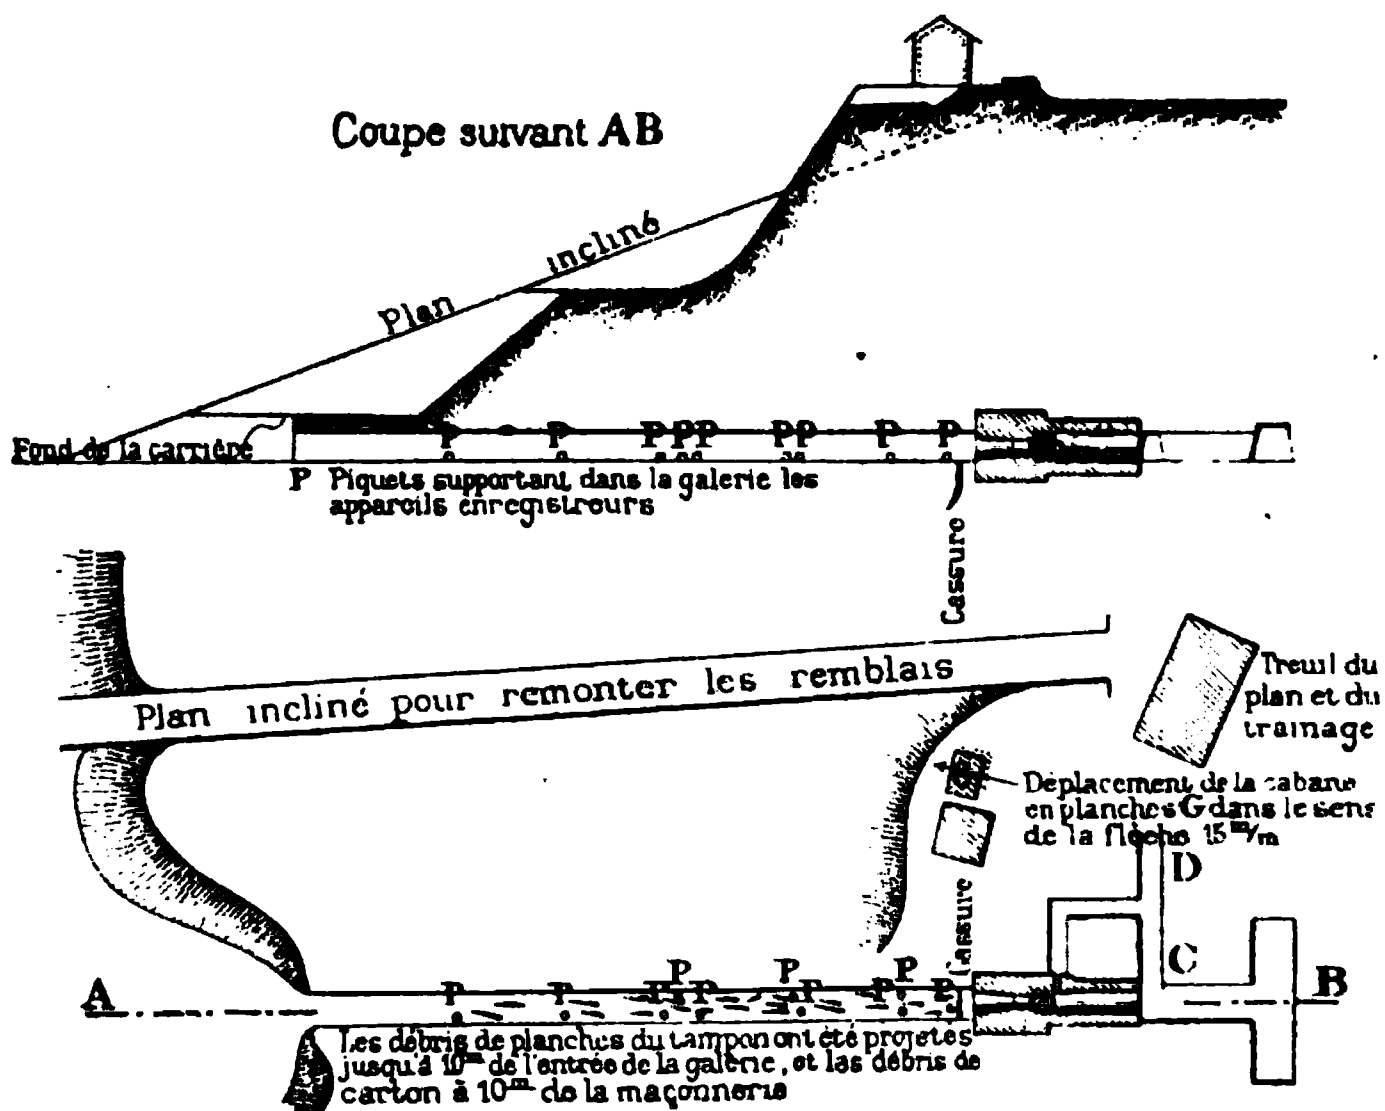 Coupe suivant AB
Plan incliné
Fond de la carrière
P P P P P P P P P
P Piquets supportant dans la galerie les
appareils enregistreurs
Cassure
Plan incliné pour remonter les remblais
Treuil du
plan et du
trainage
Déplacement de la cabane
en planches G dans le sens
de la flèche 15 m/m
D
Cassure
C
P P P
A P P P P P P P B
Les débris de planches du tampon ont été projetés
jusqu'à 10m de l'entrée de la galerie, et les débris de
carton à 10m de la maçonnerie